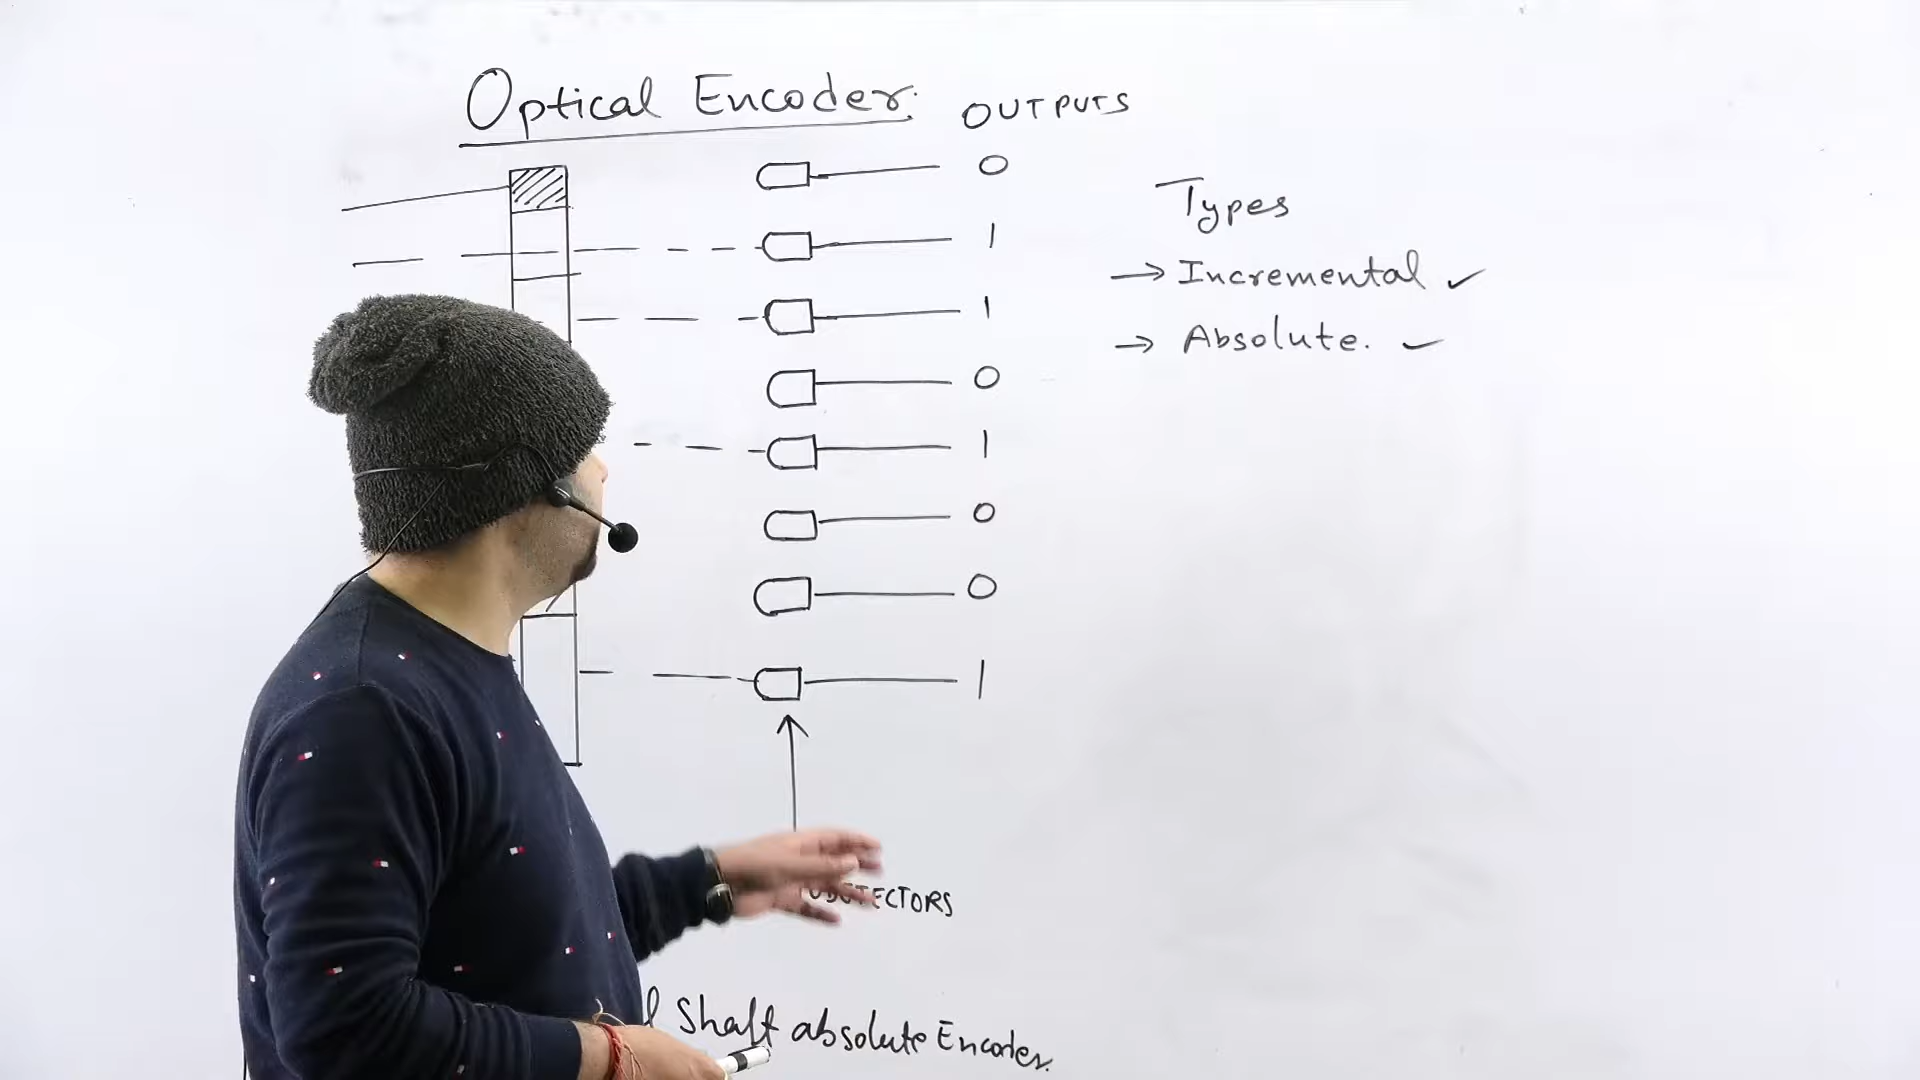 Optical Encoder.
OUTPUTS
0
1
1
0
1
0
0
1
Types
→ Incremental ✓
→ Absolute. ✓
Shaft absolute Encoder.